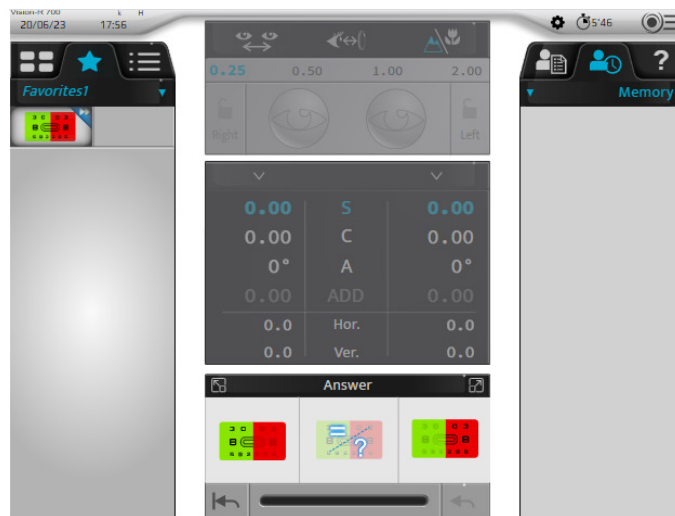 Vision-R 700
20/06/23 17:56
5'46
Favorites1
Memory
?
0.25 0.50 1.00 2.00
Right
Left
0.00 S 0.00
0.00 C 0.00
0° A 0°
0.00 ADD 0.00
0.0 Hor. 0.0
0.0 Ver. 0.0
Answer
= ?